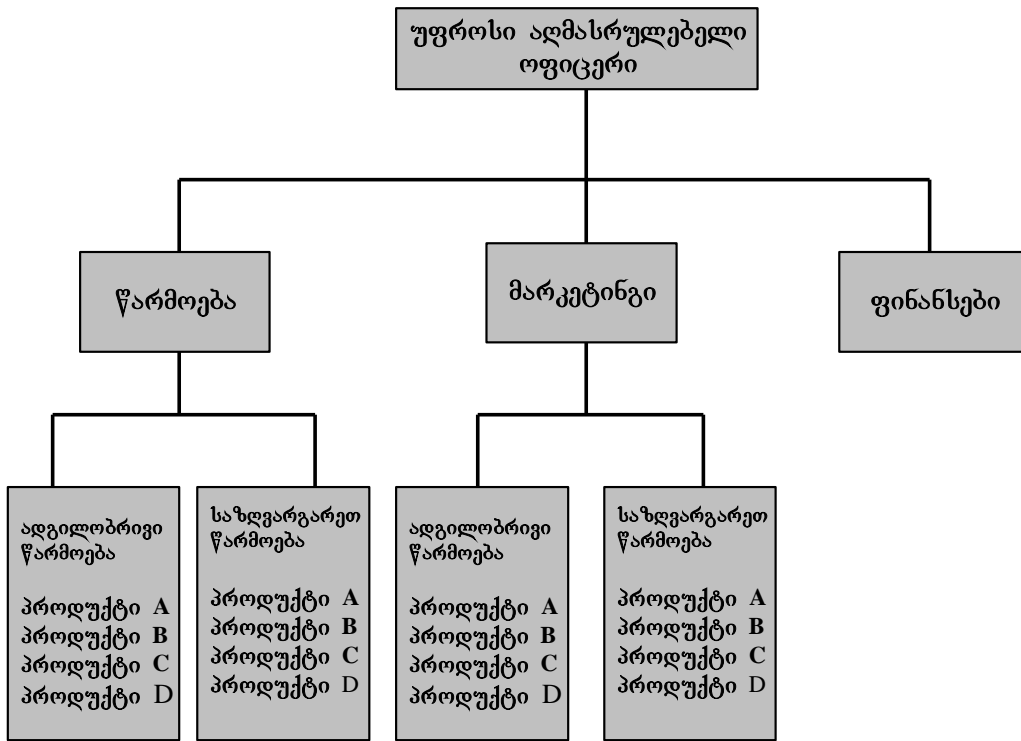 უფროსი აღმასრულებელი
ოფიცერი
წარმოება
მარკეტინგი
ფინანსები
ადგილობრივი
წარმოება
პროდუქტი A
პროდუქტი B
პროდუქტი C
პროდუქტი D
საზღვარგარეთ
წარმოება
პროდუქტი A
პროდუქტი B
პროდუქტი C
პროდუქტი D
ადგილობრივი
წარმოება
პროდუქტი A
პროდუქტი B
პროდუქტი C
პროდუქტი D
საზღვარგარეთ
წარმოება
პროდუქტი A
პროდუქტი B
პროდუქტი C
პროდუქტი D